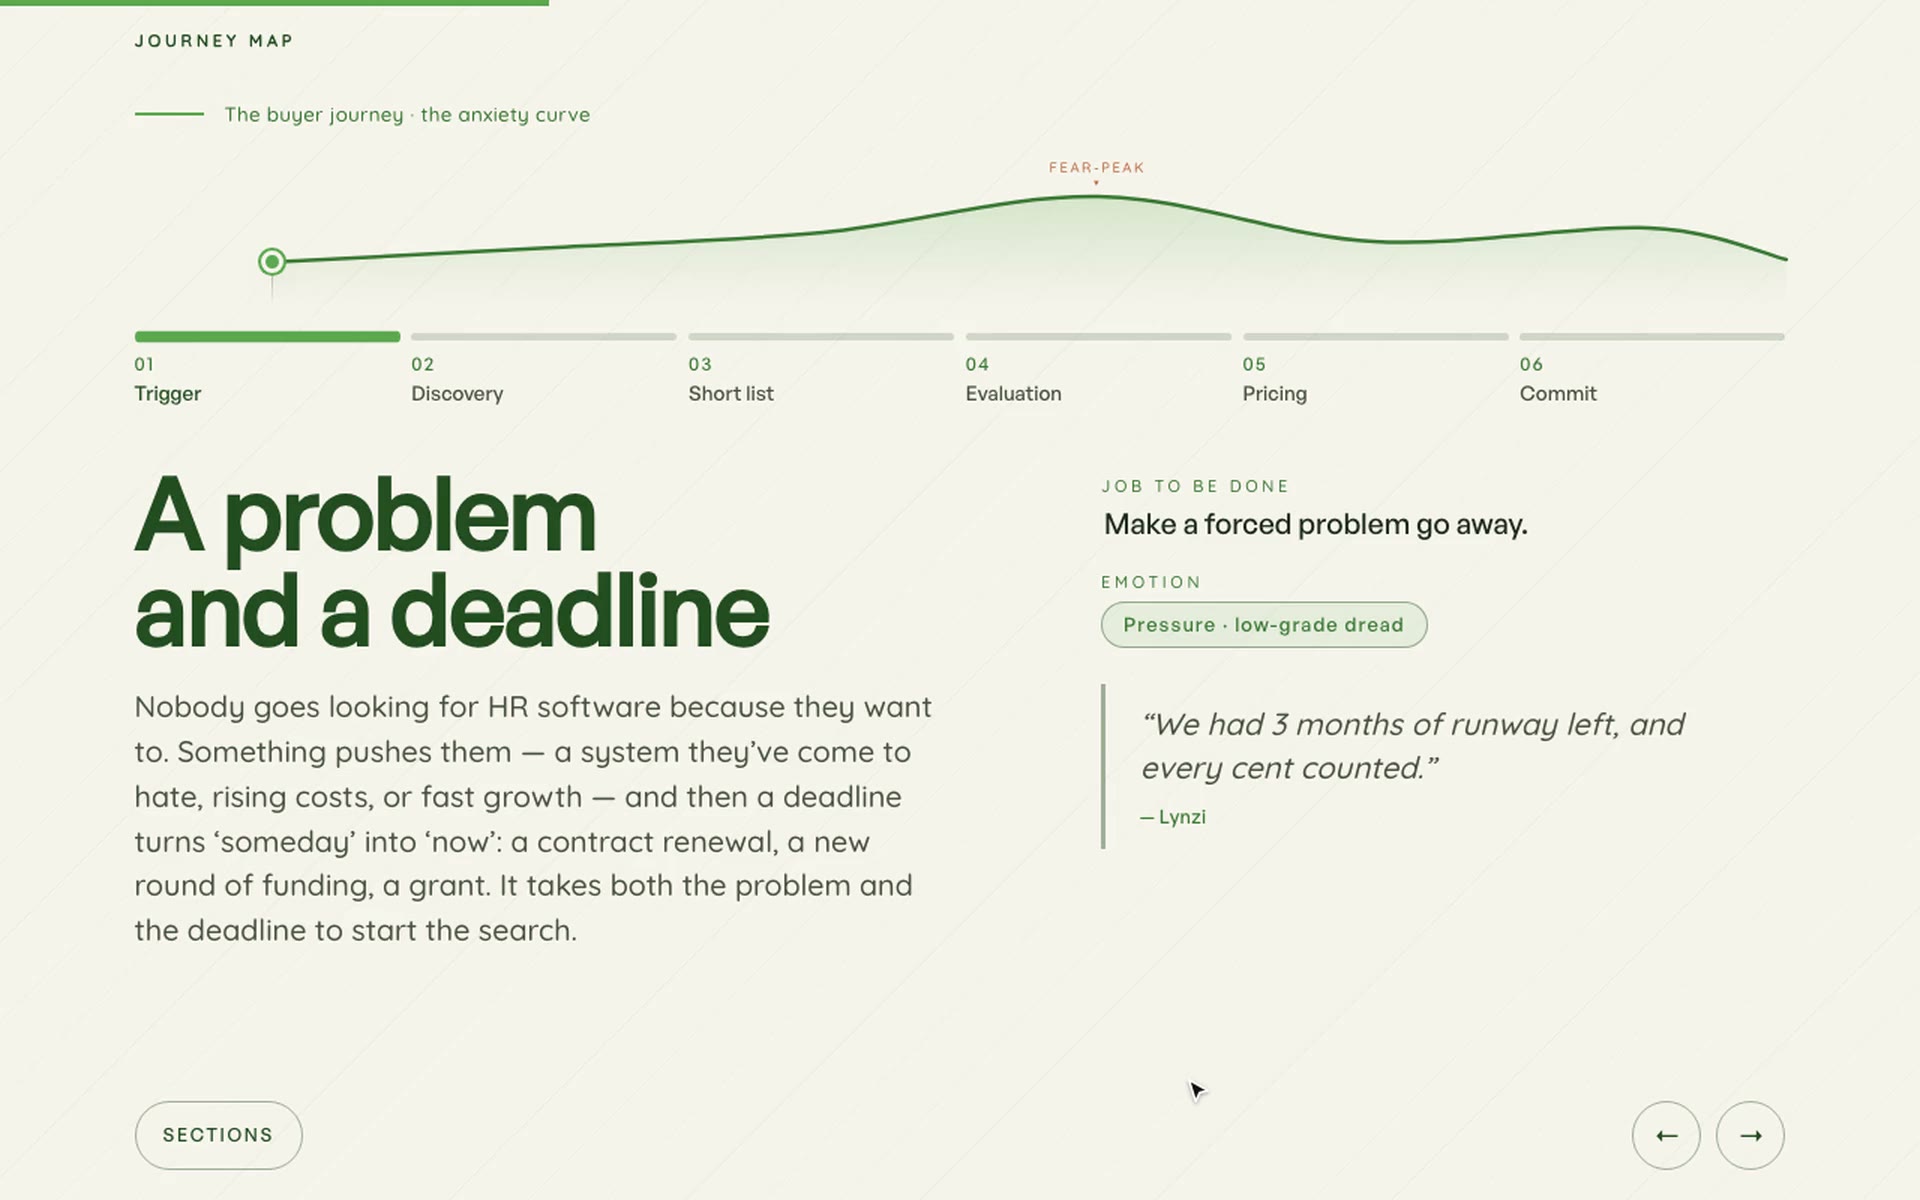 JOURNEY MAP
The buyer journey · the anxiety curve
FEAR-PEAK
01
Trigger
02
Discovery
03
Short list
04
Evaluation
05
Pricing
06
Commit
A problem
and a deadline
Nobody goes looking for HR software because they want
to. Something pushes them — a system they’ve come to
hate, rising costs, or fast growth — and then a deadline
turns ‘someday’ into ‘now’: a contract renewal, a new
round of funding, a grant. It takes both the problem and
the deadline to start the search.
JOB TO BE DONE
Make a forced problem go away.
EMOTION
Pressure · low-grade dread
“We had 3 months of runway left, and
every cent counted.”
— Lynzi
SECTIONS
← →